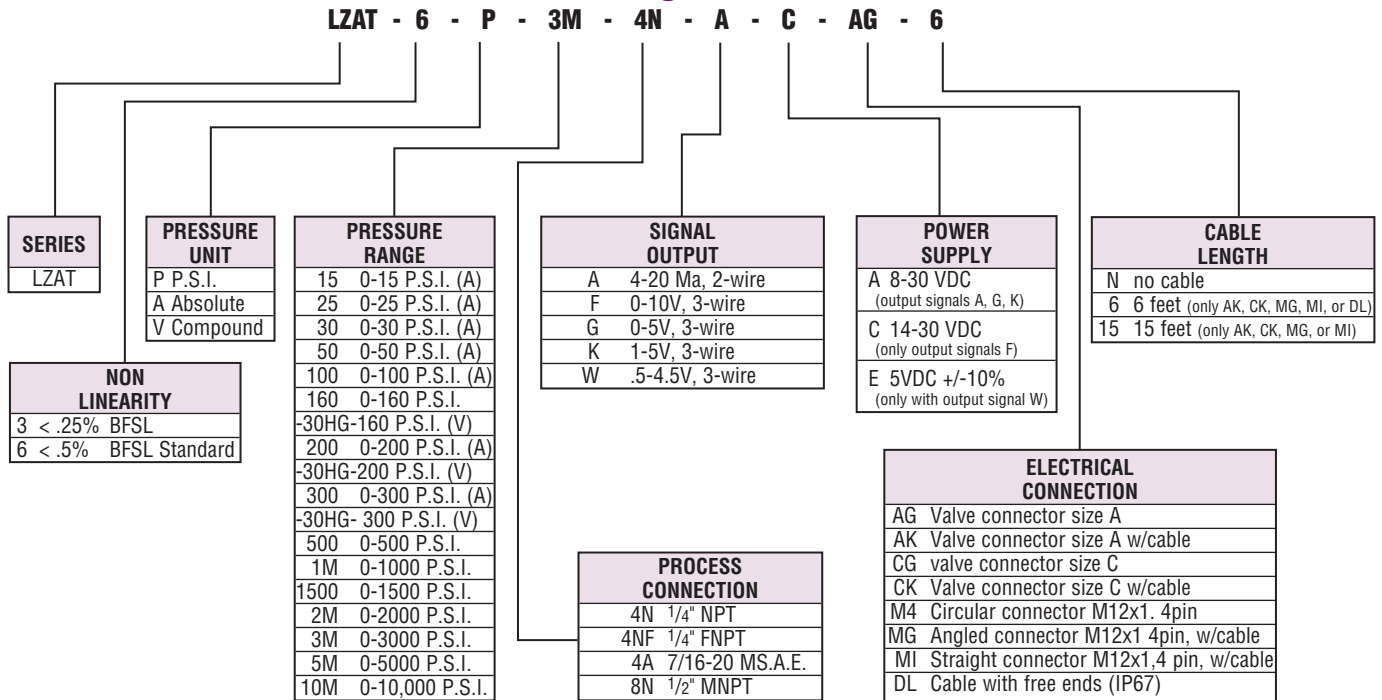 LZAT - 6 - P - 3M - 4N - A - C - AG - 6
SERIES
LZAT
NON
LINEARITY
3 < .25% BFSL
6 < .5% BFSL Standard
PRESSURE
UNIT
P P.S.I.
A Absolute
V Compound
PRESSURE
RANGE
15 0-15 P.S.I. (A)
25 0-25 P.S.I. (A)
30 0-30 P.S.I. (A)
50 0-50 P.S.I. (A)
100 0-100 P.S.I. (A)
160 0-160 P.S.I.
-30HG-160 P.S.I. (V)
200 0-200 P.S.I. (A)
-30HG-200 P.S.I. (V)
300 0-300 P.S.I. (A)
-30HG- 300 P.S.I. (V)
500 0-500 P.S.I.
1M 0-1000 P.S.I.
1500 0-1500 P.S.I.
2M 0-2000 P.S.I.
3M 0-3000 P.S.I.
5M 0-5000 P.S.I.
10M 0-10,000 P.S.I.
SIGNAL
OUTPUT
A 4-20 Ma, 2-wire
F 0-10V, 3-wire
G 0-5V, 3-wire
K 1-5V, 3-wire
W .5-4.5V, 3-wire
PROCESS
CONNECTION
4N 1/4" NPT
4NF 1/4" FNPT
4A 7/16-20 MS.A.E.
8N 1/2" MNPT
POWER
SUPPLY
A 8-30 VDC
(output signals A, G, K)
C 14-30 VDC
(only output signals F)
E 5VDC +/-10%
(only with output signal W)
CABLE
LENGTH
N no cable
6 6 feet (only AK, CK, MG, MI, or DL)
15 15 feet (only AK, CK, MG, or MI)
ELECTRICAL
CONNECTION
AG Valve connector size A
AK Valve connector size A w/cable
CG valve connector size C
CK Valve connector size C w/cable
M4 Circular connector M12x1. 4pin
MG Angled connector M12x1 4pin, w/cable
MI Straight connector M12x1,4 pin, w/cable
DL Cable with free ends (IP67)